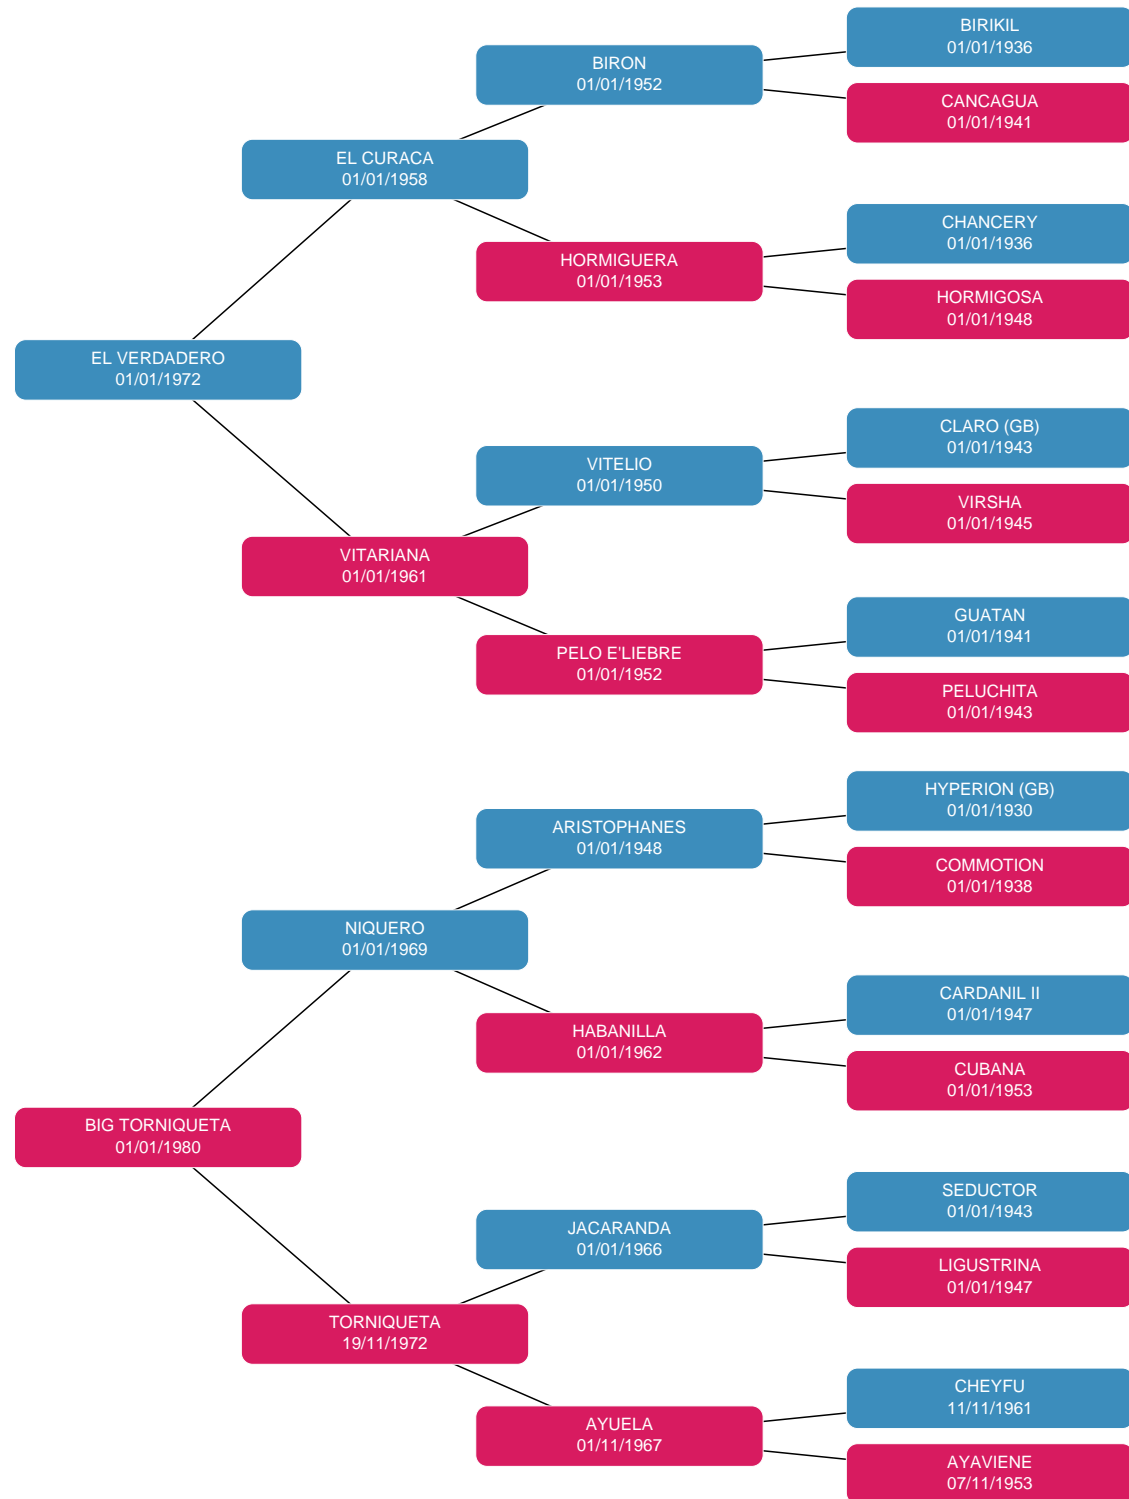 BIRIKIL
01/01/1936
BIRON
01/01/1952
CANCAGUA
01/01/1941
EL CURACA
01/01/1958
CHANCERY
01/01/1936
HORMIGUERA
01/01/1953
HORMIGOSA
01/01/1948
EL VERDADERO
01/01/1972
CLARO (GB)
01/01/1943
VITELIO
01/01/1950
VIRSHA
01/01/1945
VITARIANA
01/01/1961
GUATAN
01/01/1941
PELO E'LIEBRE
01/01/1952
PELUCHITA
01/01/1943
HYPERION (GB)
01/01/1930
ARISTOPHANES
01/01/1948
COMMOTION
01/01/1938
NIQUERO
01/01/1969
CARDANIL II
01/01/1947
HABANILLA
01/01/1962
CUBANA
01/01/1953
BIG TORNIQUETA
01/01/1980
SEDUCTOR
01/01/1943
JACARANDA
01/01/1966
LIGUSTRINA
01/01/1947
TORNIQUETA
19/11/1972
CHEYFU
11/11/1961
AYUELA
01/11/1967
AYAVIENE
07/11/1953